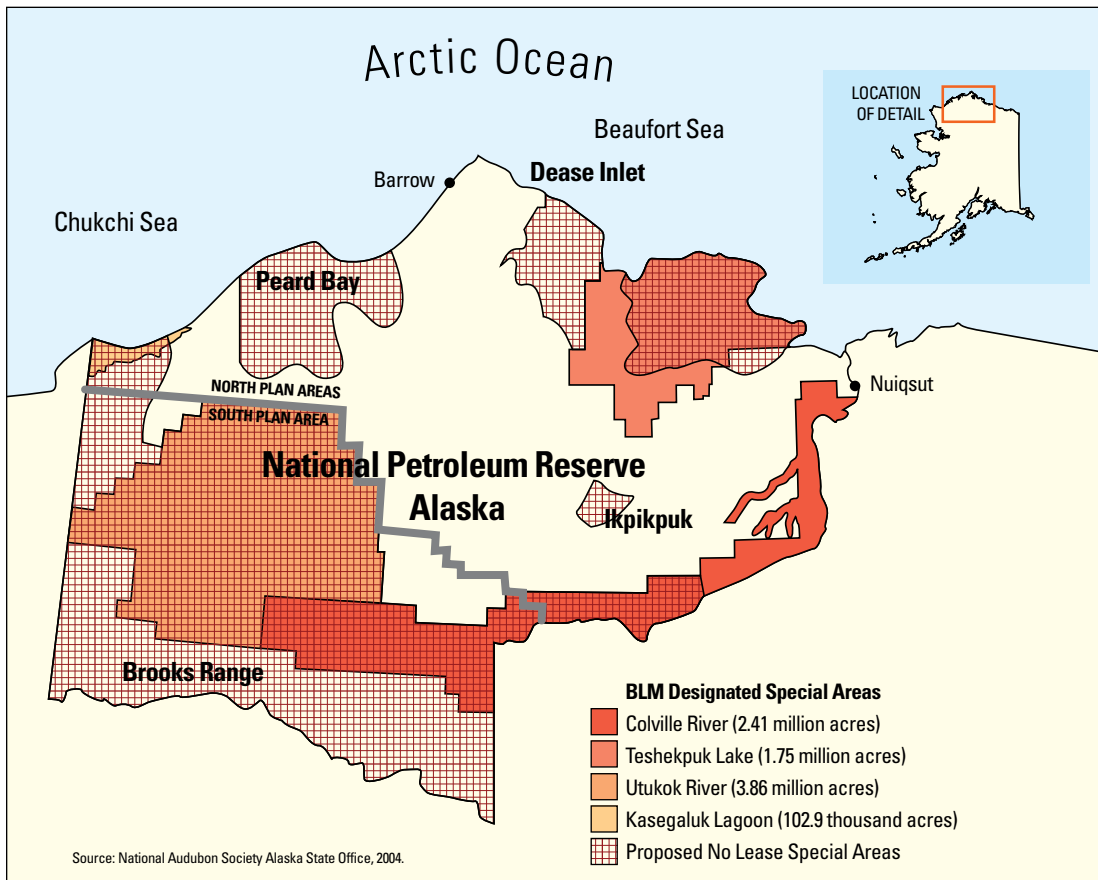 Arctic Ocean
LOCATION
OF DETAIL
Beaufort Sea
Dease Inlet
Barrow
Chukchi Sea
Peard Bay
Nuiqsut
NORTH PLAN AREAS
SOUTH PLAN AREA
National Petroleum Reserve
Alaska
Ikpikpuk
Brooks Range
BLM Designated Special Areas
Colville River (2.41 million acres)
Teshekpuk Lake (1.75 million acres)
Utukok River (3.86 million acres)
Kasegaluk Lagoon (102.9 thousand acres)
Proposed No Lease Special Areas
Source: National Audubon Society Alaska State Office, 2004.